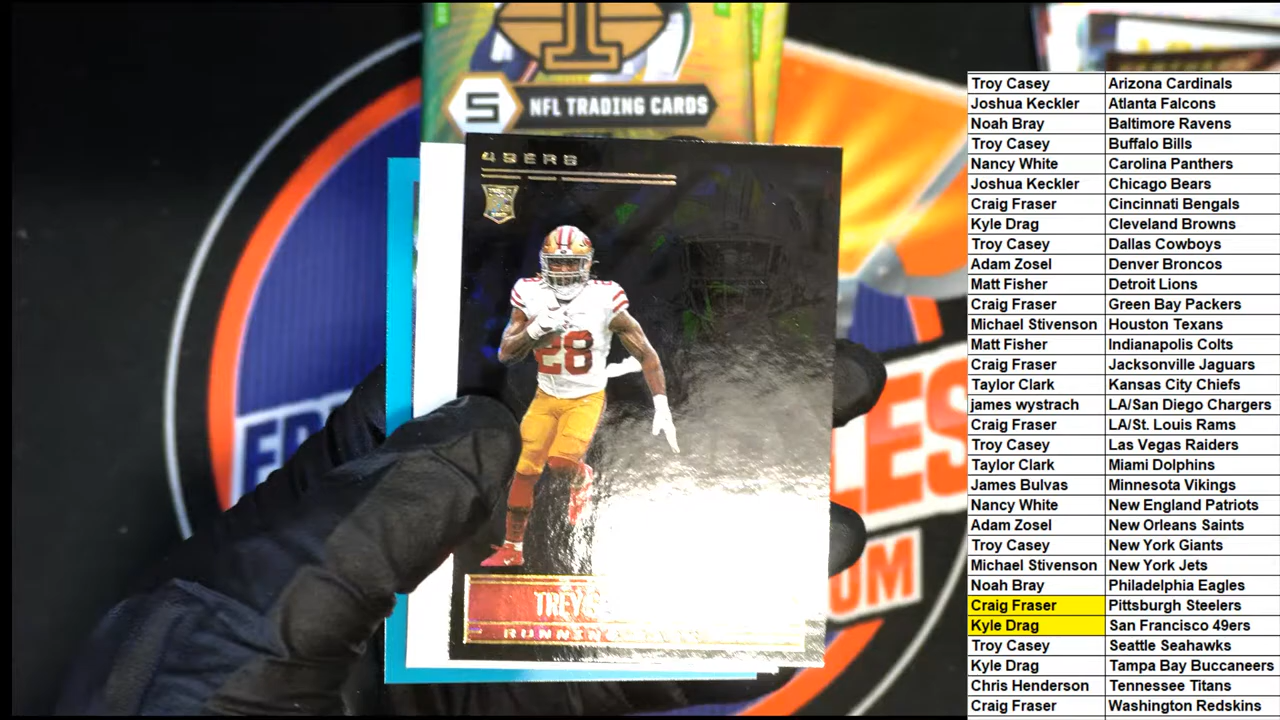 S NFL TRADING CARDS
49ERS
28
28
TREY
RUNNING
Troy Casey Arizona Cardinals
Joshua Keckler Atlanta Falcons
Noah Bray Baltimore Ravens
Troy Casey Buffalo Bills
Nancy White Carolina Panthers
Joshua Keckler Chicago Bears
Craig Fraser Cincinnati Bengals
Kyle Drag Cleveland Browns
Troy Casey Dallas Cowboys
Adam Zosel Denver Broncos
Matt Fisher Detroit Lions
Craig Fraser Green Bay Packers
Michael Stivenson Houston Texans
Matt Fisher Indianapolis Colts
Craig Fraser Jacksonville Jaguars
Taylor Clark Kansas City Chiefs
james wystrach LA/San Diego Chargers
Craig Fraser LA/St. Louis Rams
Troy Casey Las Vegas Raiders
Taylor Clark Miami Dolphins
James Bulvas Minnesota Vikings
Nancy White New England Patriots
Adam Zosel New Orleans Saints
Troy Casey New York Giants
Michael Stivenson New York Jets
Noah Bray Philadelphia Eagles
Craig Fraser Pittsburgh Steelers
Kyle Drag San Francisco 49ers
Troy Casey Seattle Seahawks
Kyle Drag Tampa Bay Buccaneers
Chris Henderson Tennessee Titans
Craig Fraser Washington Redskins